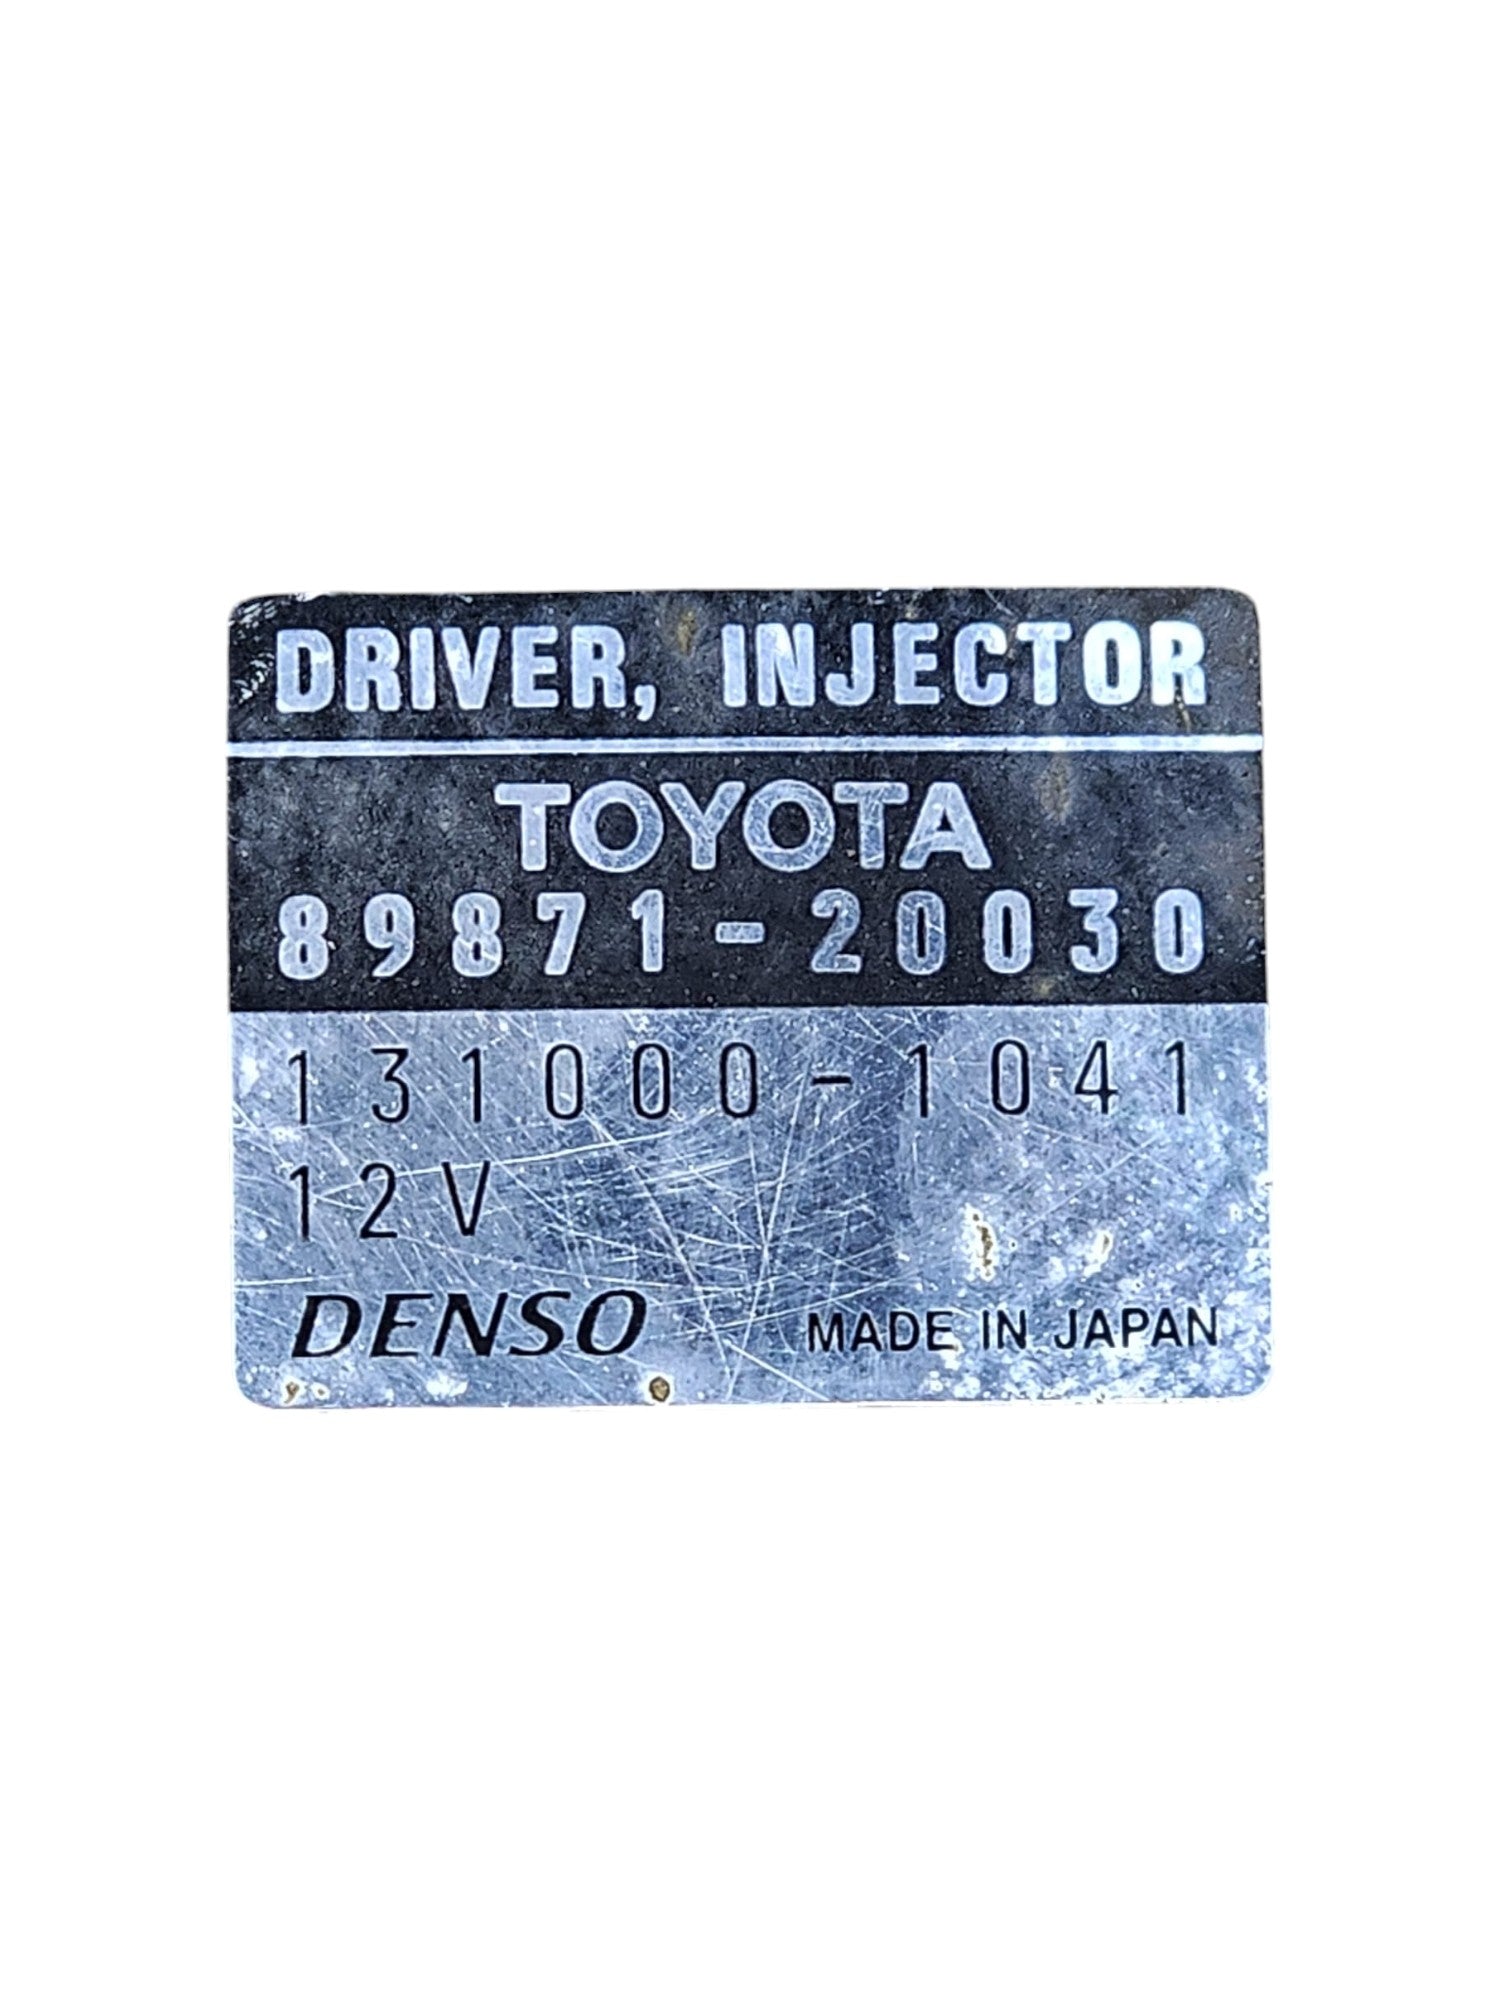 DRIVER, INJECTOR
TOYOTA
89871-20030
131000-1041
12V
DENSO MADE IN JAPAN